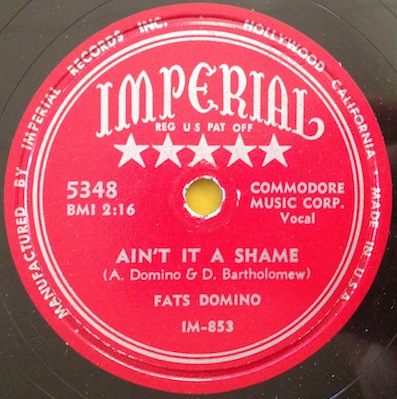 MANUFACTURED BY IMPERIAL RECORDS INC. HOLLYWOOD CALIFORNIA · MADE IN U.S.A.
IMPERIAL
REG U S PAT OFF
5348
BMI 2:16
COMMODORE
MUSIC CORP.
Vocal
AIN'T IT A SHAME
(A. Domino & D. Bartholomew)
FATS DOMINO
IM-853